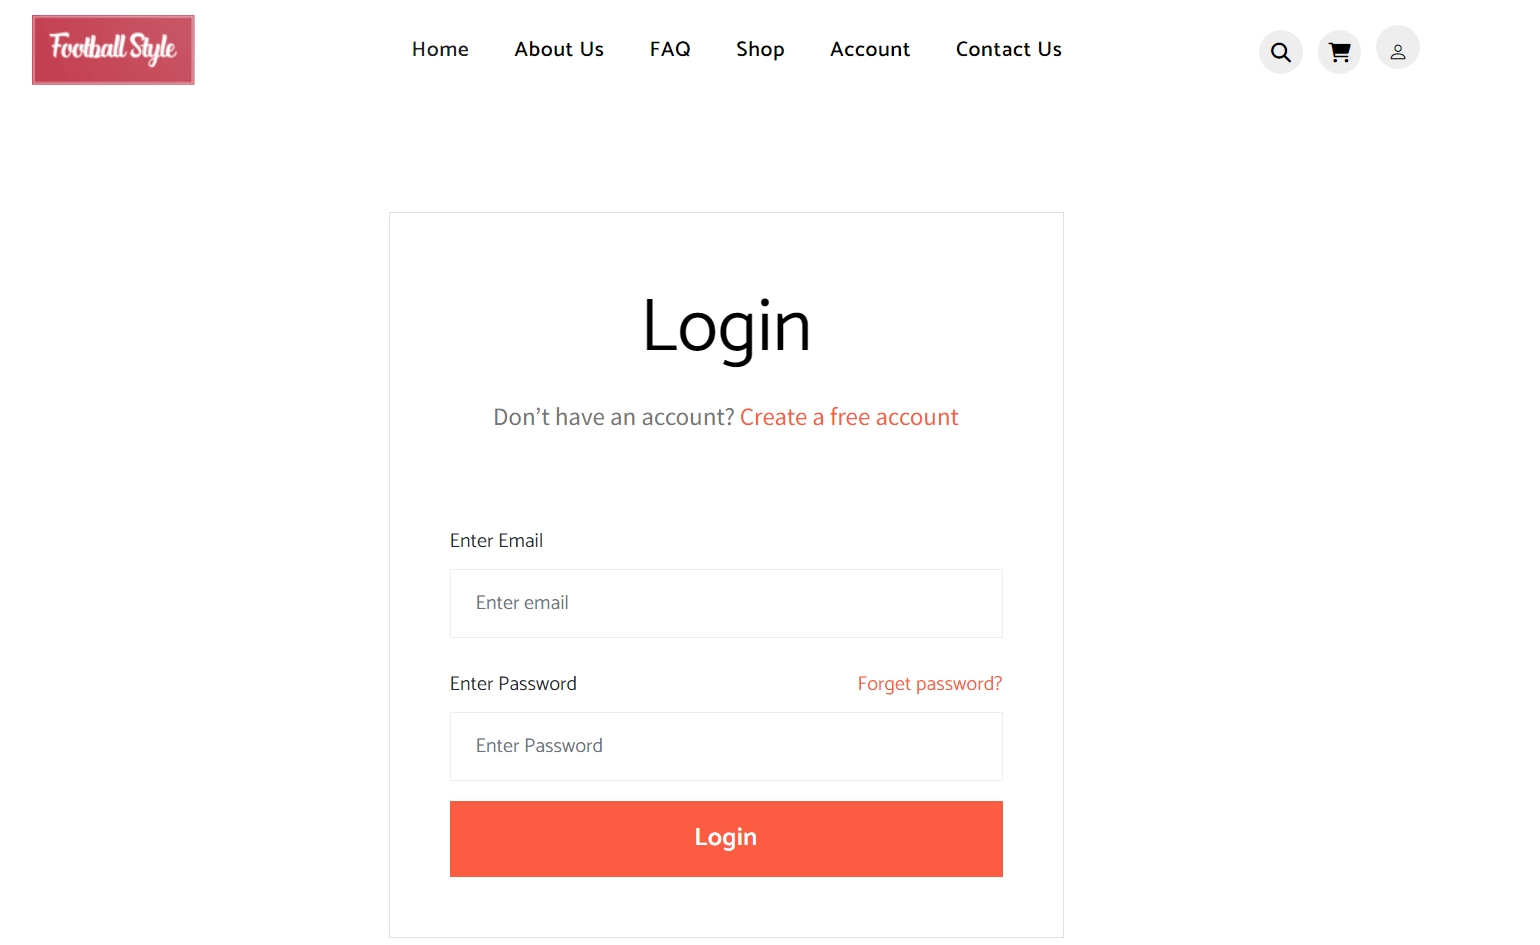 Football Style
Home About Us FAQ Shop Account Contact Us
Login
Don’t have an account? Create a free account
Enter Email
Enter email
Enter Password Forget password?
Enter Password
Login